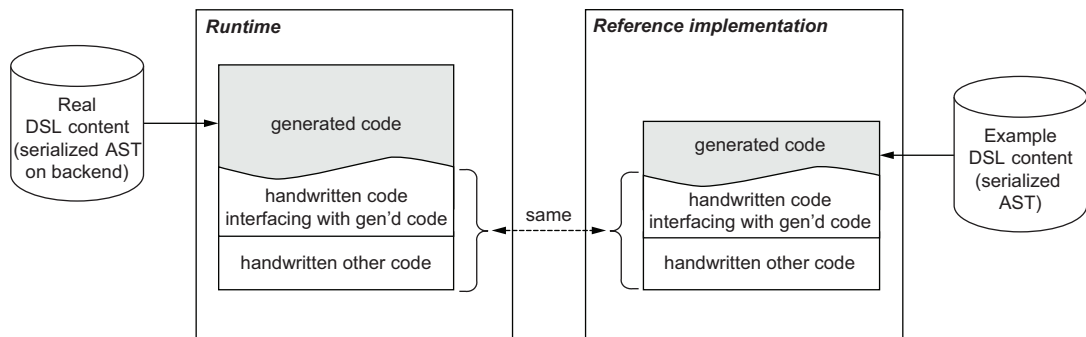 Runtime
Reference implementation
Real
DSL content
(serialized AST
on backend)
generated code
handwritten code
interfacing with gen'd code
handwritten other code
same
generated code
handwritten code
interfacing with gen'd code
handwritten other code
Example
DSL content
(serialized
AST)